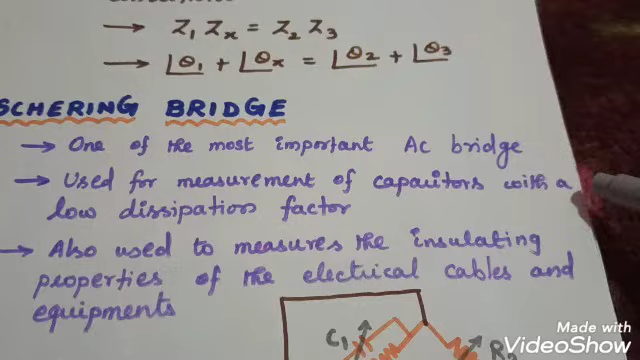 → Z₁ Zₓ = Z₂ Z₃
→ ∠θ₁ + ∠θₓ = ∠θ₂ + ∠θ₃
SCHERING BRIDGE
→ One of the most important Ac bridge
→ Used for measurement of capacitors with a
low dissipation factor
→ Also used to measures the insulating
properties of the electrical cables and
equipments
C₁
R
Made with
VideoShow